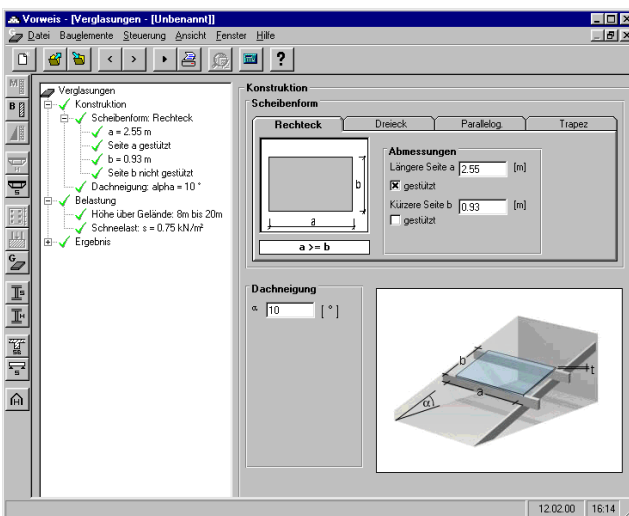 Vorweis - [Verglasungen - [Unbenannt]]
Datei Bauelemente Steuerung Ansicht Fenster Hilfe
Verglasungen
Konstruktion
Scheibenform: Rechteck
a = 2.55 m
Seite a gestützt
b = 0.93 m
Seite b nicht gestützt
Dachneigung: alpha = 10 °
Belastung
Höhe über Gelände: 8m bis 20m
Schneelast: s = 0.75 kN/m²
Ergebnis
Konstruktion
Scheibenform
Rechteck Dreieck Parallelog. Trapez
b
a
a >= b
Abmessungen
Längere Seite a 2.55 [m]
gestützt
Kürzere Seite b 0.93 [m]
gestützt
Dachneigung
α 10 [ ° ]
b
t
a
α
12.02.00 16:14